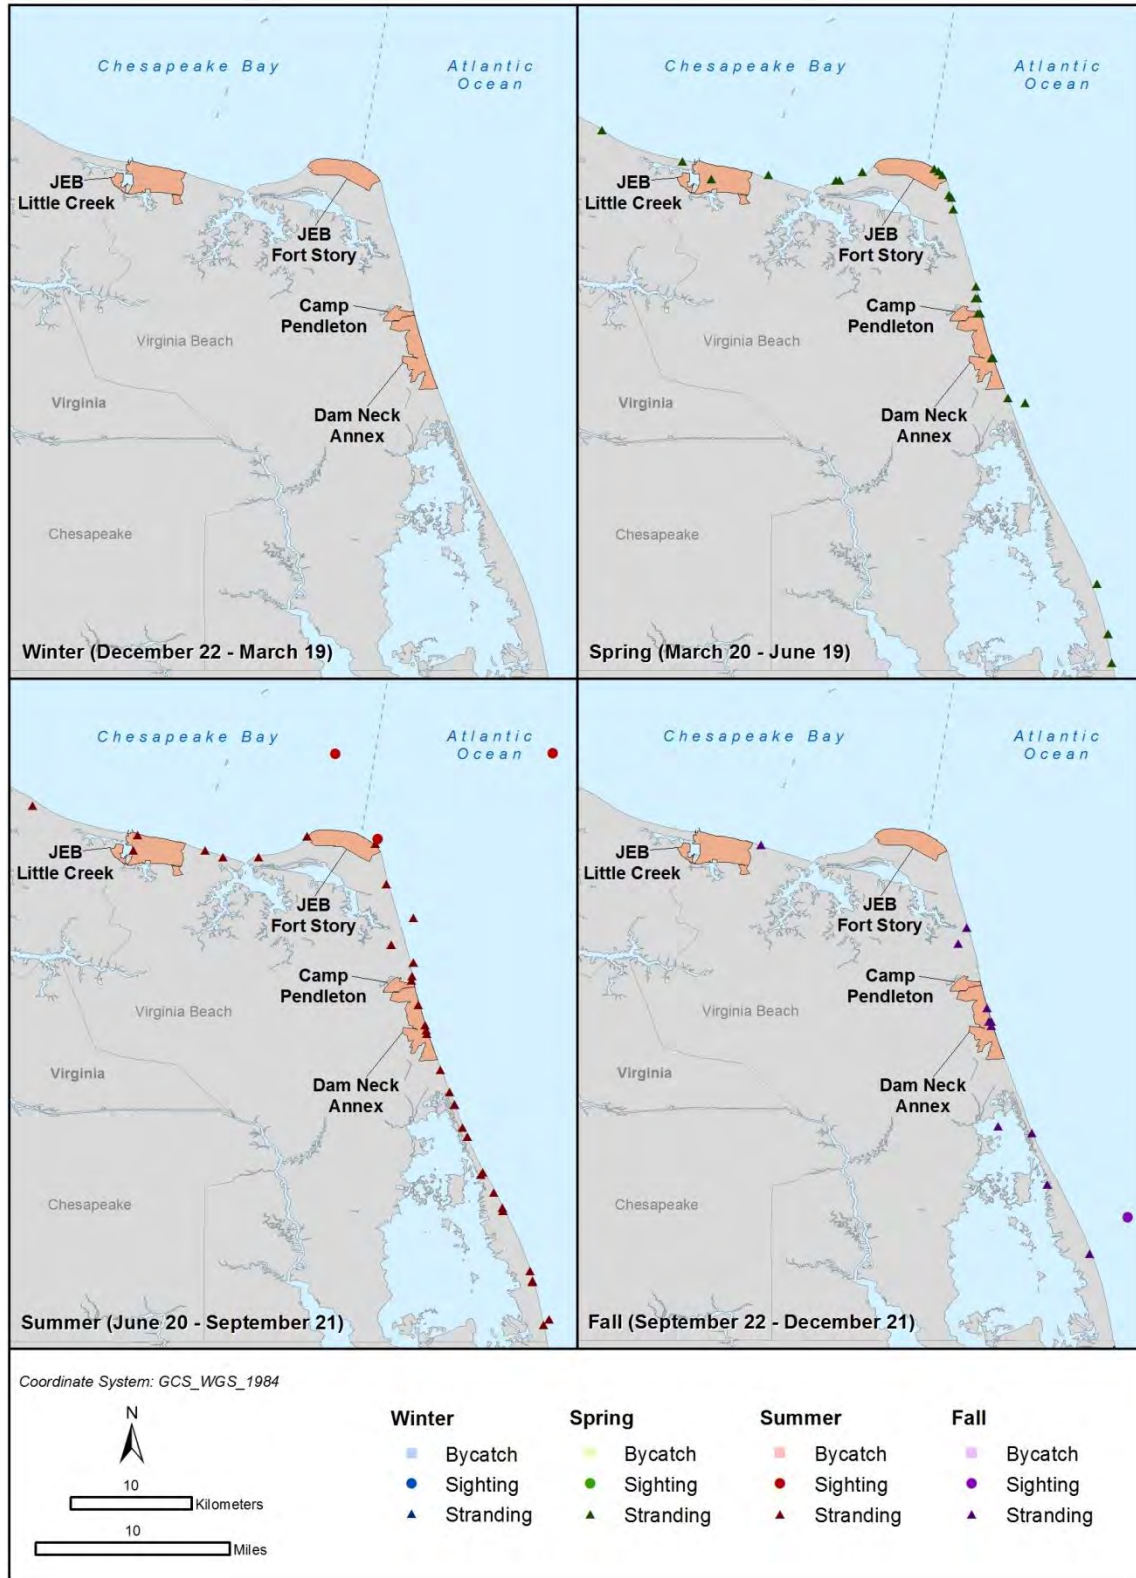 Chesapeake Bay
Atlantic
Ocean
JEB
Little Creek
JEB
Fort Story
Camp
Pendleton
Virginia Beach
Virginia
Dam Neck
Annex
Chesapeake
Winter (December 22 - March 19)
Chesapeake Bay
Atlantic
Ocean
JEB
Little Creek
JEB
Fort Story
Camp
Pendleton
Virginia Beach
Virginia
Dam Neck
Annex
Chesapeake
Spring (March 20 - June 19)
Chesapeake Bay
Atlantic
Ocean
JEB
Little Creek
JEB
Fort Story
Camp
Pendleton
Virginia Beach
Virginia
Dam Neck
Annex
Chesapeake
Summer (June 20 - September 21)
Chesapeake Bay
Atlantic
Ocean
JEB
Little Creek
JEB
Fort Story
Camp
Pendleton
Virginia Beach
Virginia
Dam Neck
Annex
Chesapeake
Fall (September 22 - December 21)
Coordinate System: GCS_WGS_1984
N
10
Kilometers
10
Miles
Winter
Bycatch
Sighting
Stranding
Spring
Bycatch
Sighting
Stranding
Summer
Bycatch
Sighting
Stranding
Fall
Bycatch
Sighting
Stranding